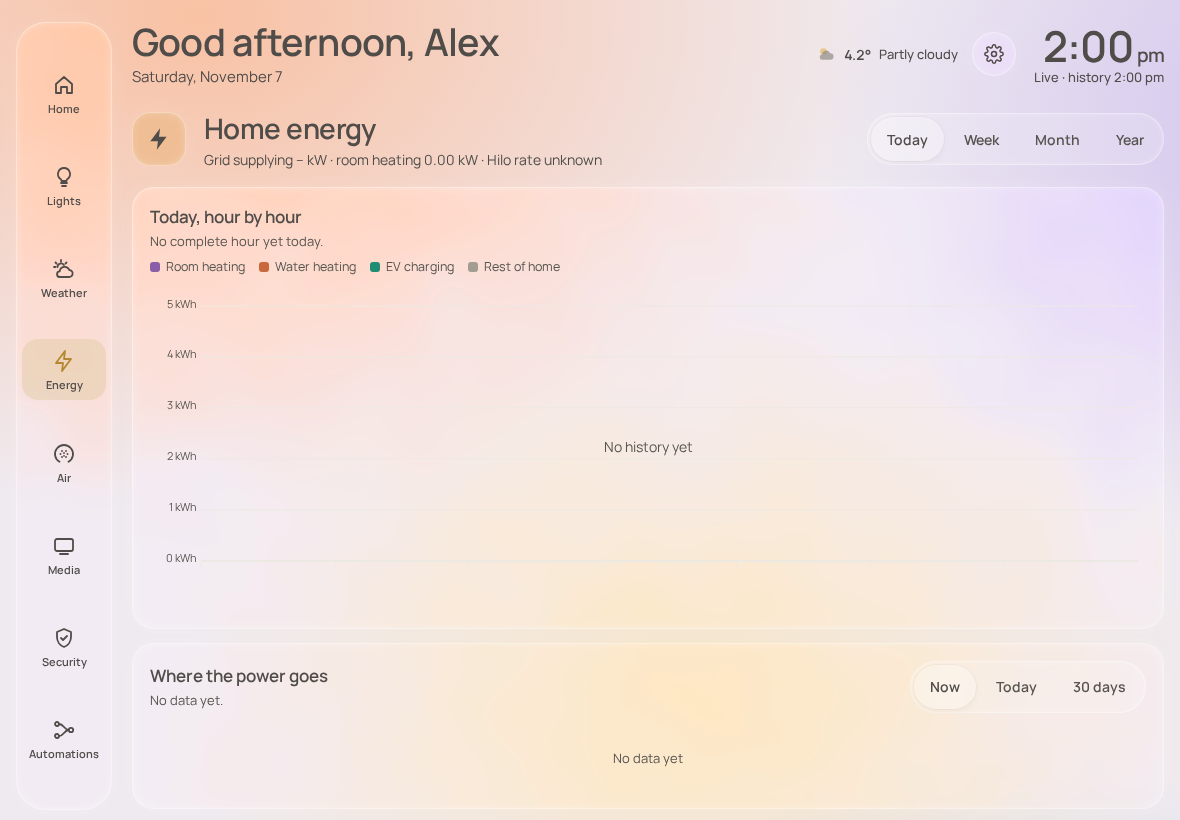 Good afternoon, Alex
Saturday, November 7
4.2° Partly cloudy
2:00 pm
Live · history 2:00 pm
Home
Lights
Weather
Energy
Air
Media
Security
Automations
Home energy
Grid supplying – kW · room heating 0.00 kW · Hilo rate unknown
Today Week Month Year
Today, hour by hour
No complete hour yet today.
Room heating Water heating EV charging Rest of home
5 kWh
4 kWh
3 kWh
2 kWh
1 kWh
0 kWh
No history yet
Where the power goes
No data yet.
Now Today 30 days
No data yet